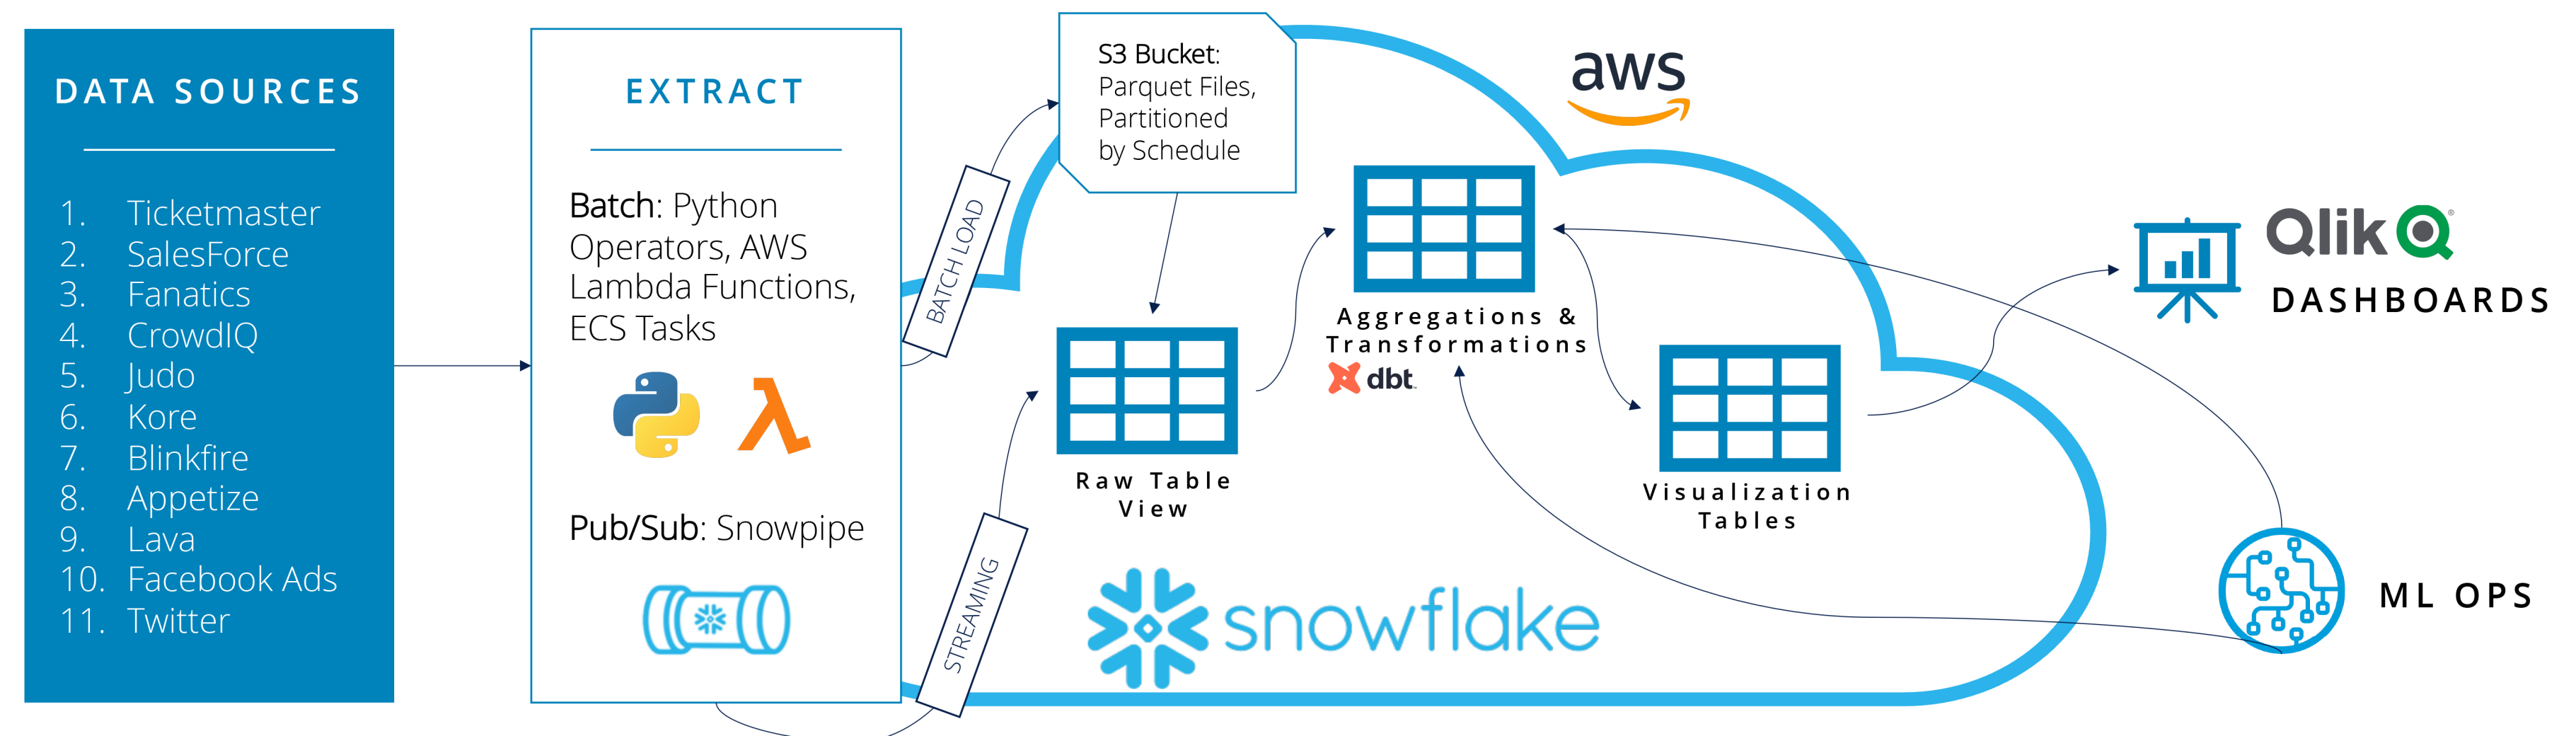 DATA SOURCES
1. Ticketmaster
2. SalesForce
3. Fanatics
4. CrowdIQ
5. Judo
6. Kore
7. Blinkfire
8. Appetize
9. Lava
10. Facebook Ads
11. Twitter
EXTRACT
Batch: Python
Operators, AWS
Lambda Functions,
ECS Tasks
Pub/Sub: Snowpipe
BATCH LOAD
STREAMING
S3 Bucket:
Parquet Files,
Partitioned
by Schedule
Raw Table
View
aws
Aggregations &
Transformations
dbt
Visualization
Tables
snowflake
Qlik
DASHBOARDS
ML OPS